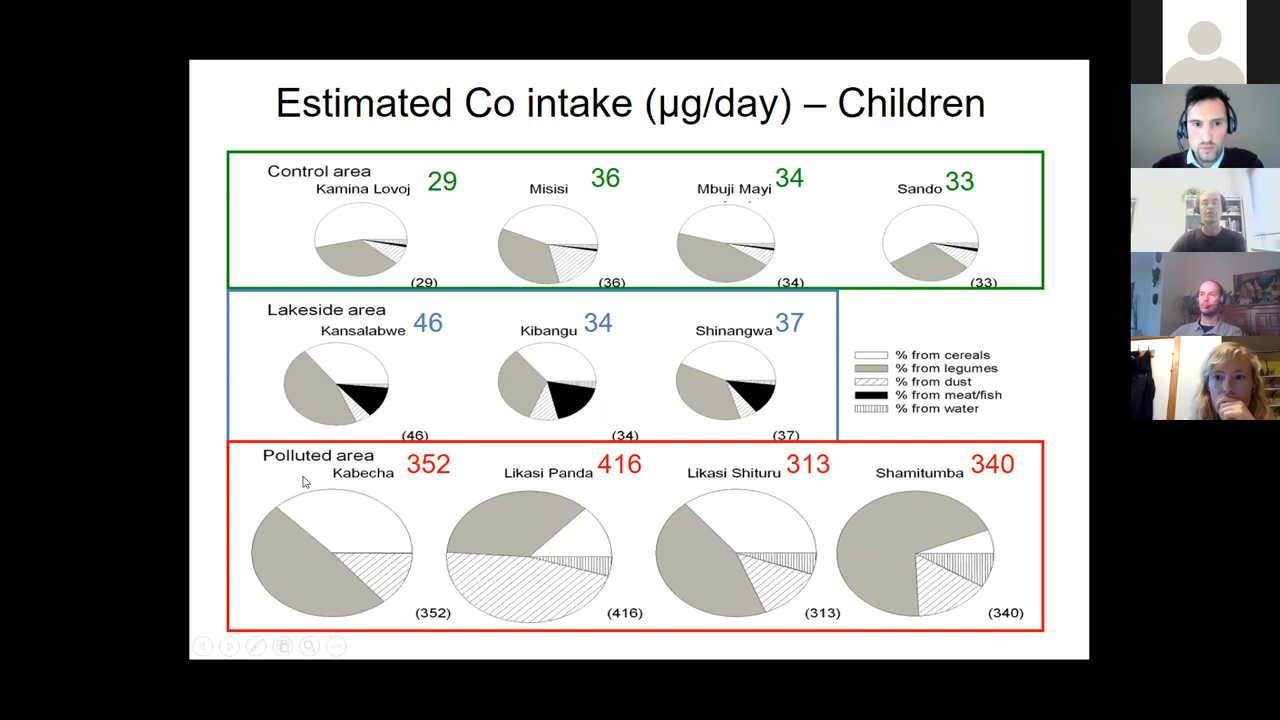 Estimated Co intake (µg/day) – Children
Control area
Kamina Lovoj 29
Misisi 36
Mbuji Mayi 34
Sando 33
(29)
(36)
(34)
(33)
Lakeside area
Kansalabwe 46
Kibangu 34
Shinangwa 37
(46)
(34)
(37)
% from cereals
% from legumes
% from dust
% from meat/fish
% from water
Polluted area
Kabecha 352
Likasi Panda 416
Likasi Shituru 313
Shamitumba 340
(352)
(416)
(313)
(340)